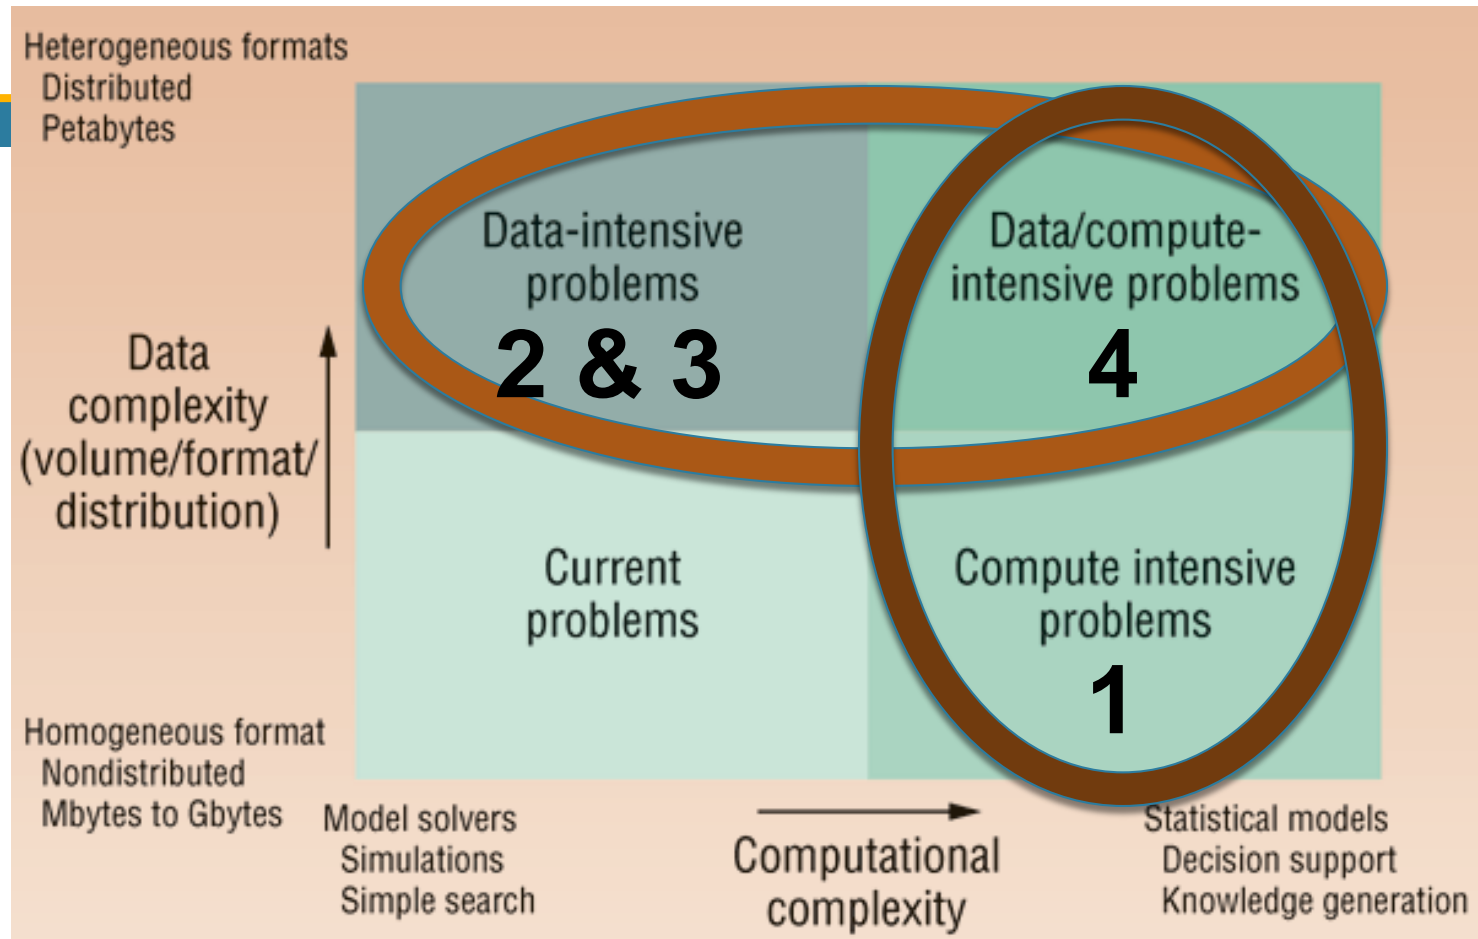 Heterogeneous formats
Distributed
Petabytes
Data-intensive
problems
2 & 3
Data/compute-
intensive problems
4
Data
complexity
(volume/format/
distribution)
Current
problems
Compute intensive
problems
1
Homogeneous format
Nondistributed
Mbytes to Gbytes
Model solvers
Simulations
Simple search
Computational
complexity
Statistical models
Decision support
Knowledge generation